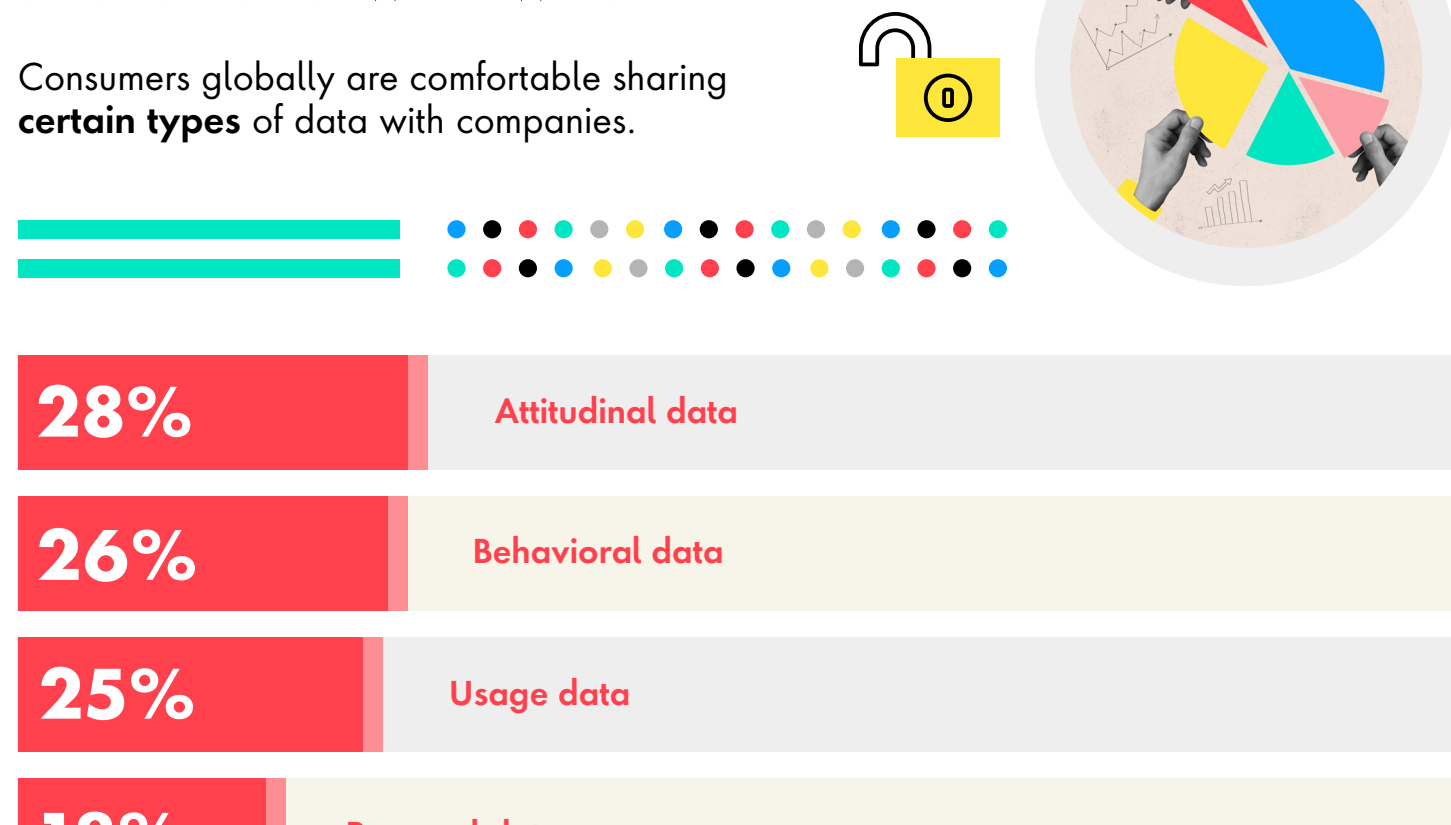 Consumers globally are comfortable sharing
certain types of data with companies.
28%
Attitudinal data
26%
Behavioral data
25%
Usage data